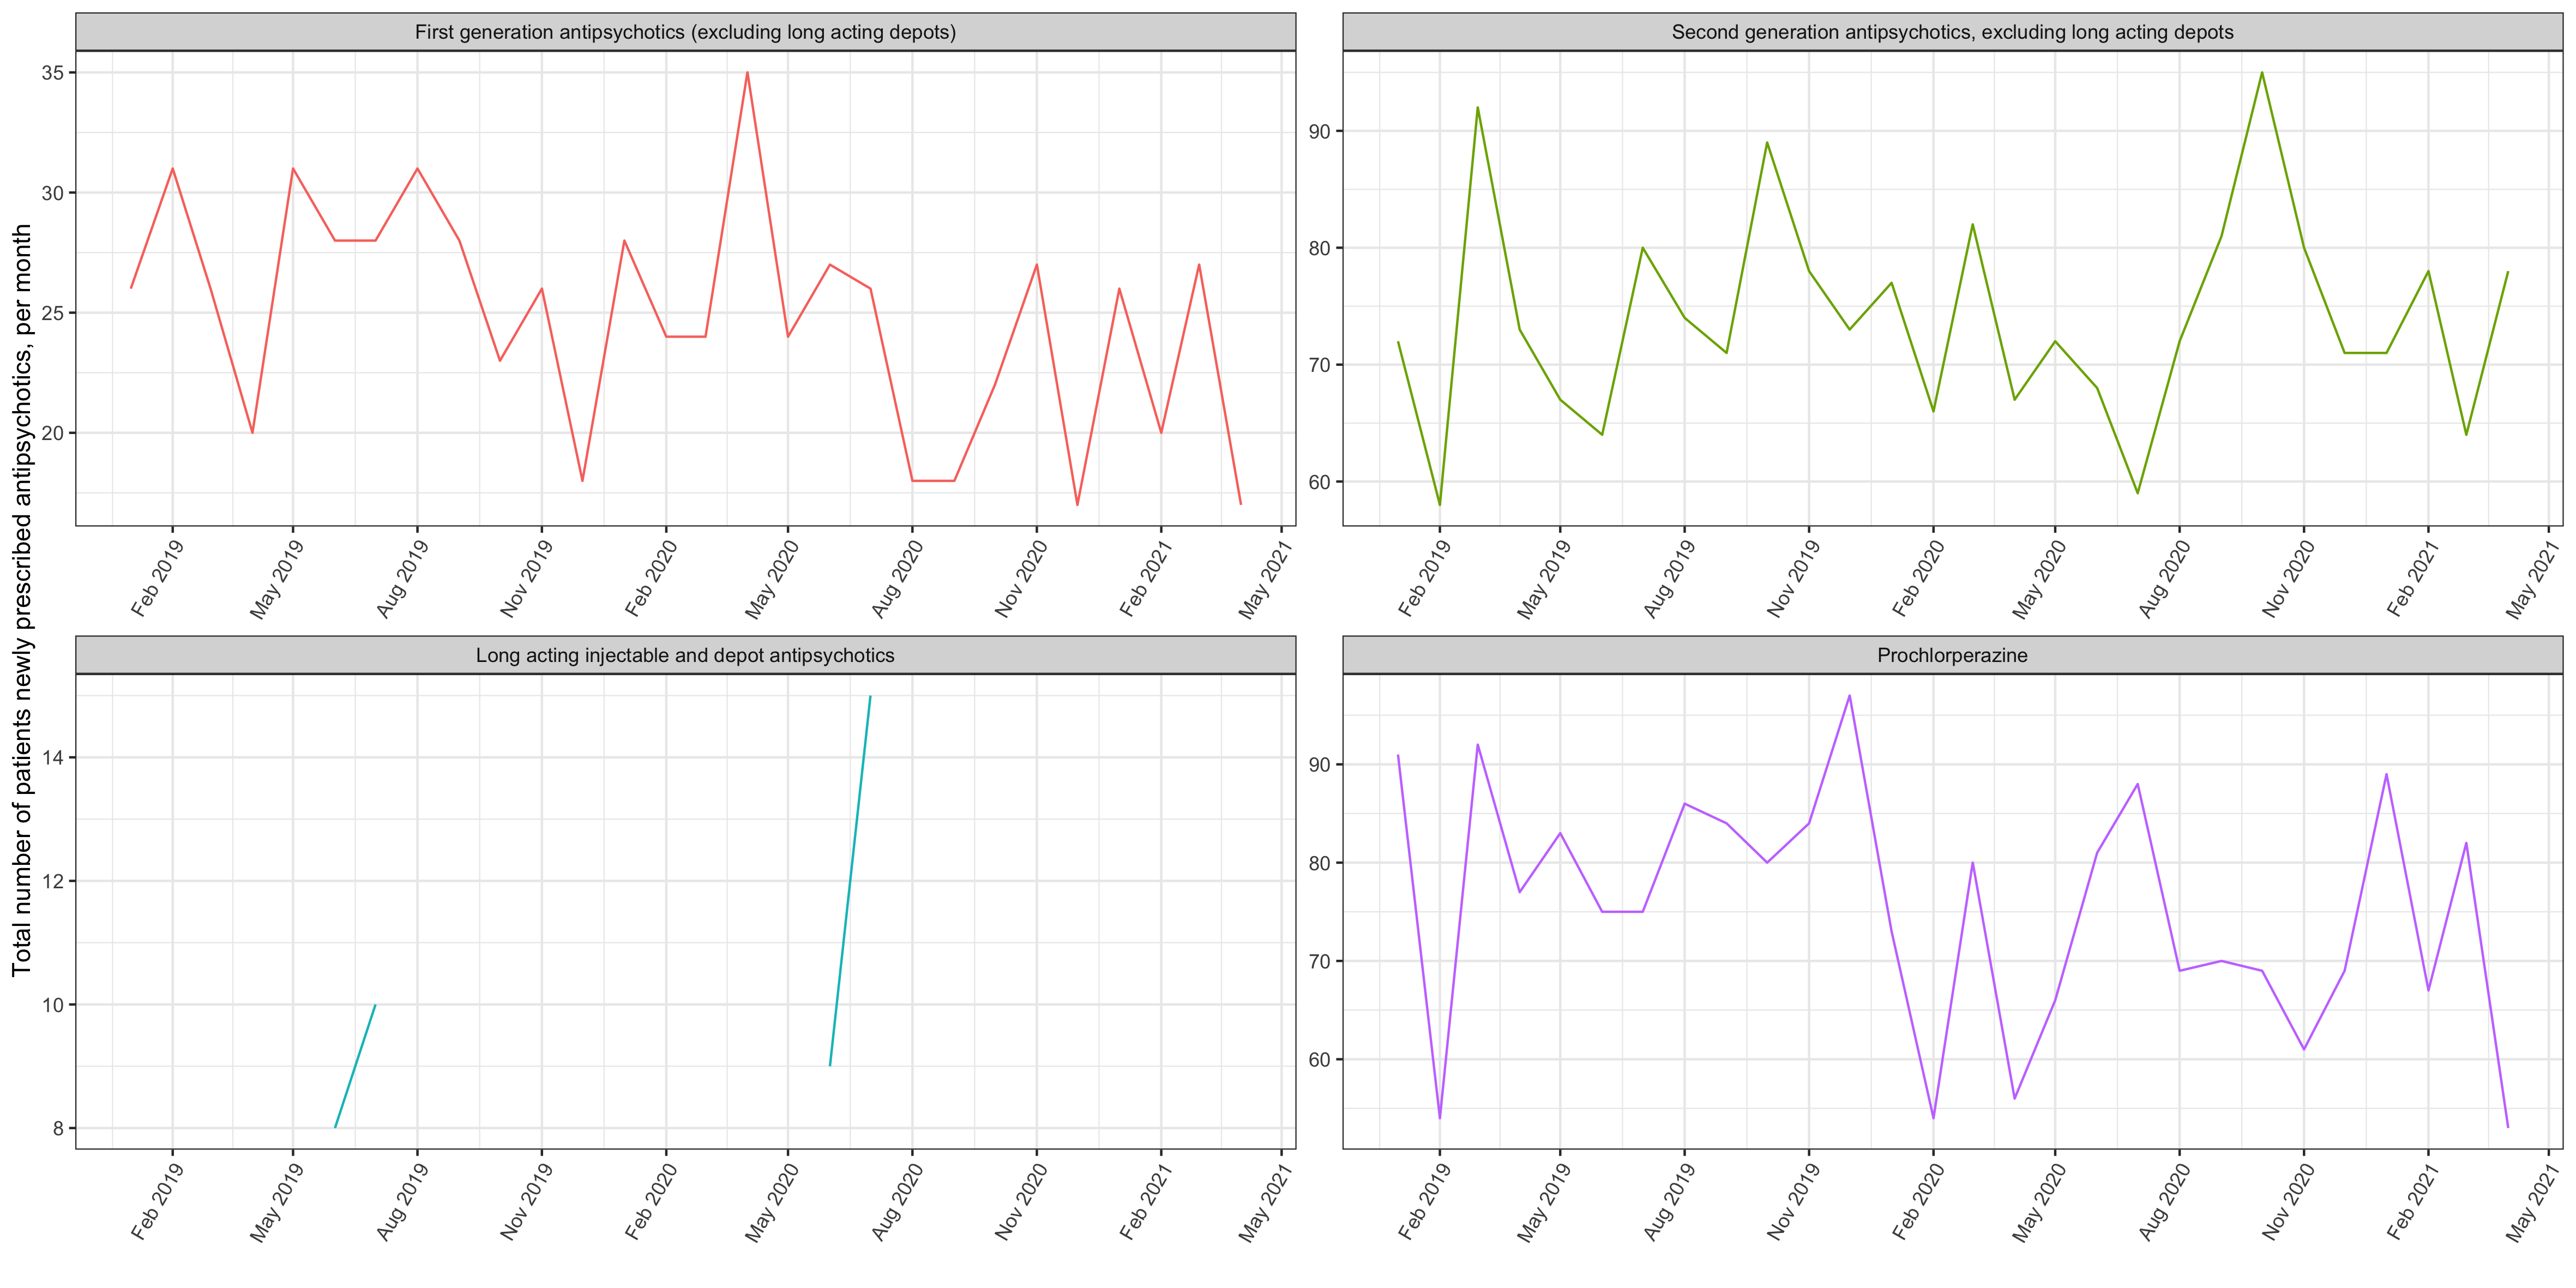 Total number of patients newly prescribed antipsychotics, per month
First generation antipsychotics (excluding long acting depots)
35
30
25
20
Feb 2019
May 2019
Aug 2019
Nov 2019
Feb 2020
May 2020
Aug 2020
Nov 2020
Feb 2021
May 2021
Second generation antipsychotics, excluding long acting depots
90
80
70
60
Feb 2019
May 2019
Aug 2019
Nov 2019
Feb 2020
May 2020
Aug 2020
Nov 2020
Feb 2021
May 2021
Long acting injectable and depot antipsychotics
14
12
10
8
Feb 2019
May 2019
Aug 2019
Nov 2019
Feb 2020
May 2020
Aug 2020
Nov 2020
Feb 2021
May 2021
Prochlorperazine
90
80
70
60
Feb 2019
May 2019
Aug 2019
Nov 2019
Feb 2020
May 2020
Aug 2020
Nov 2020
Feb 2021
May 2021